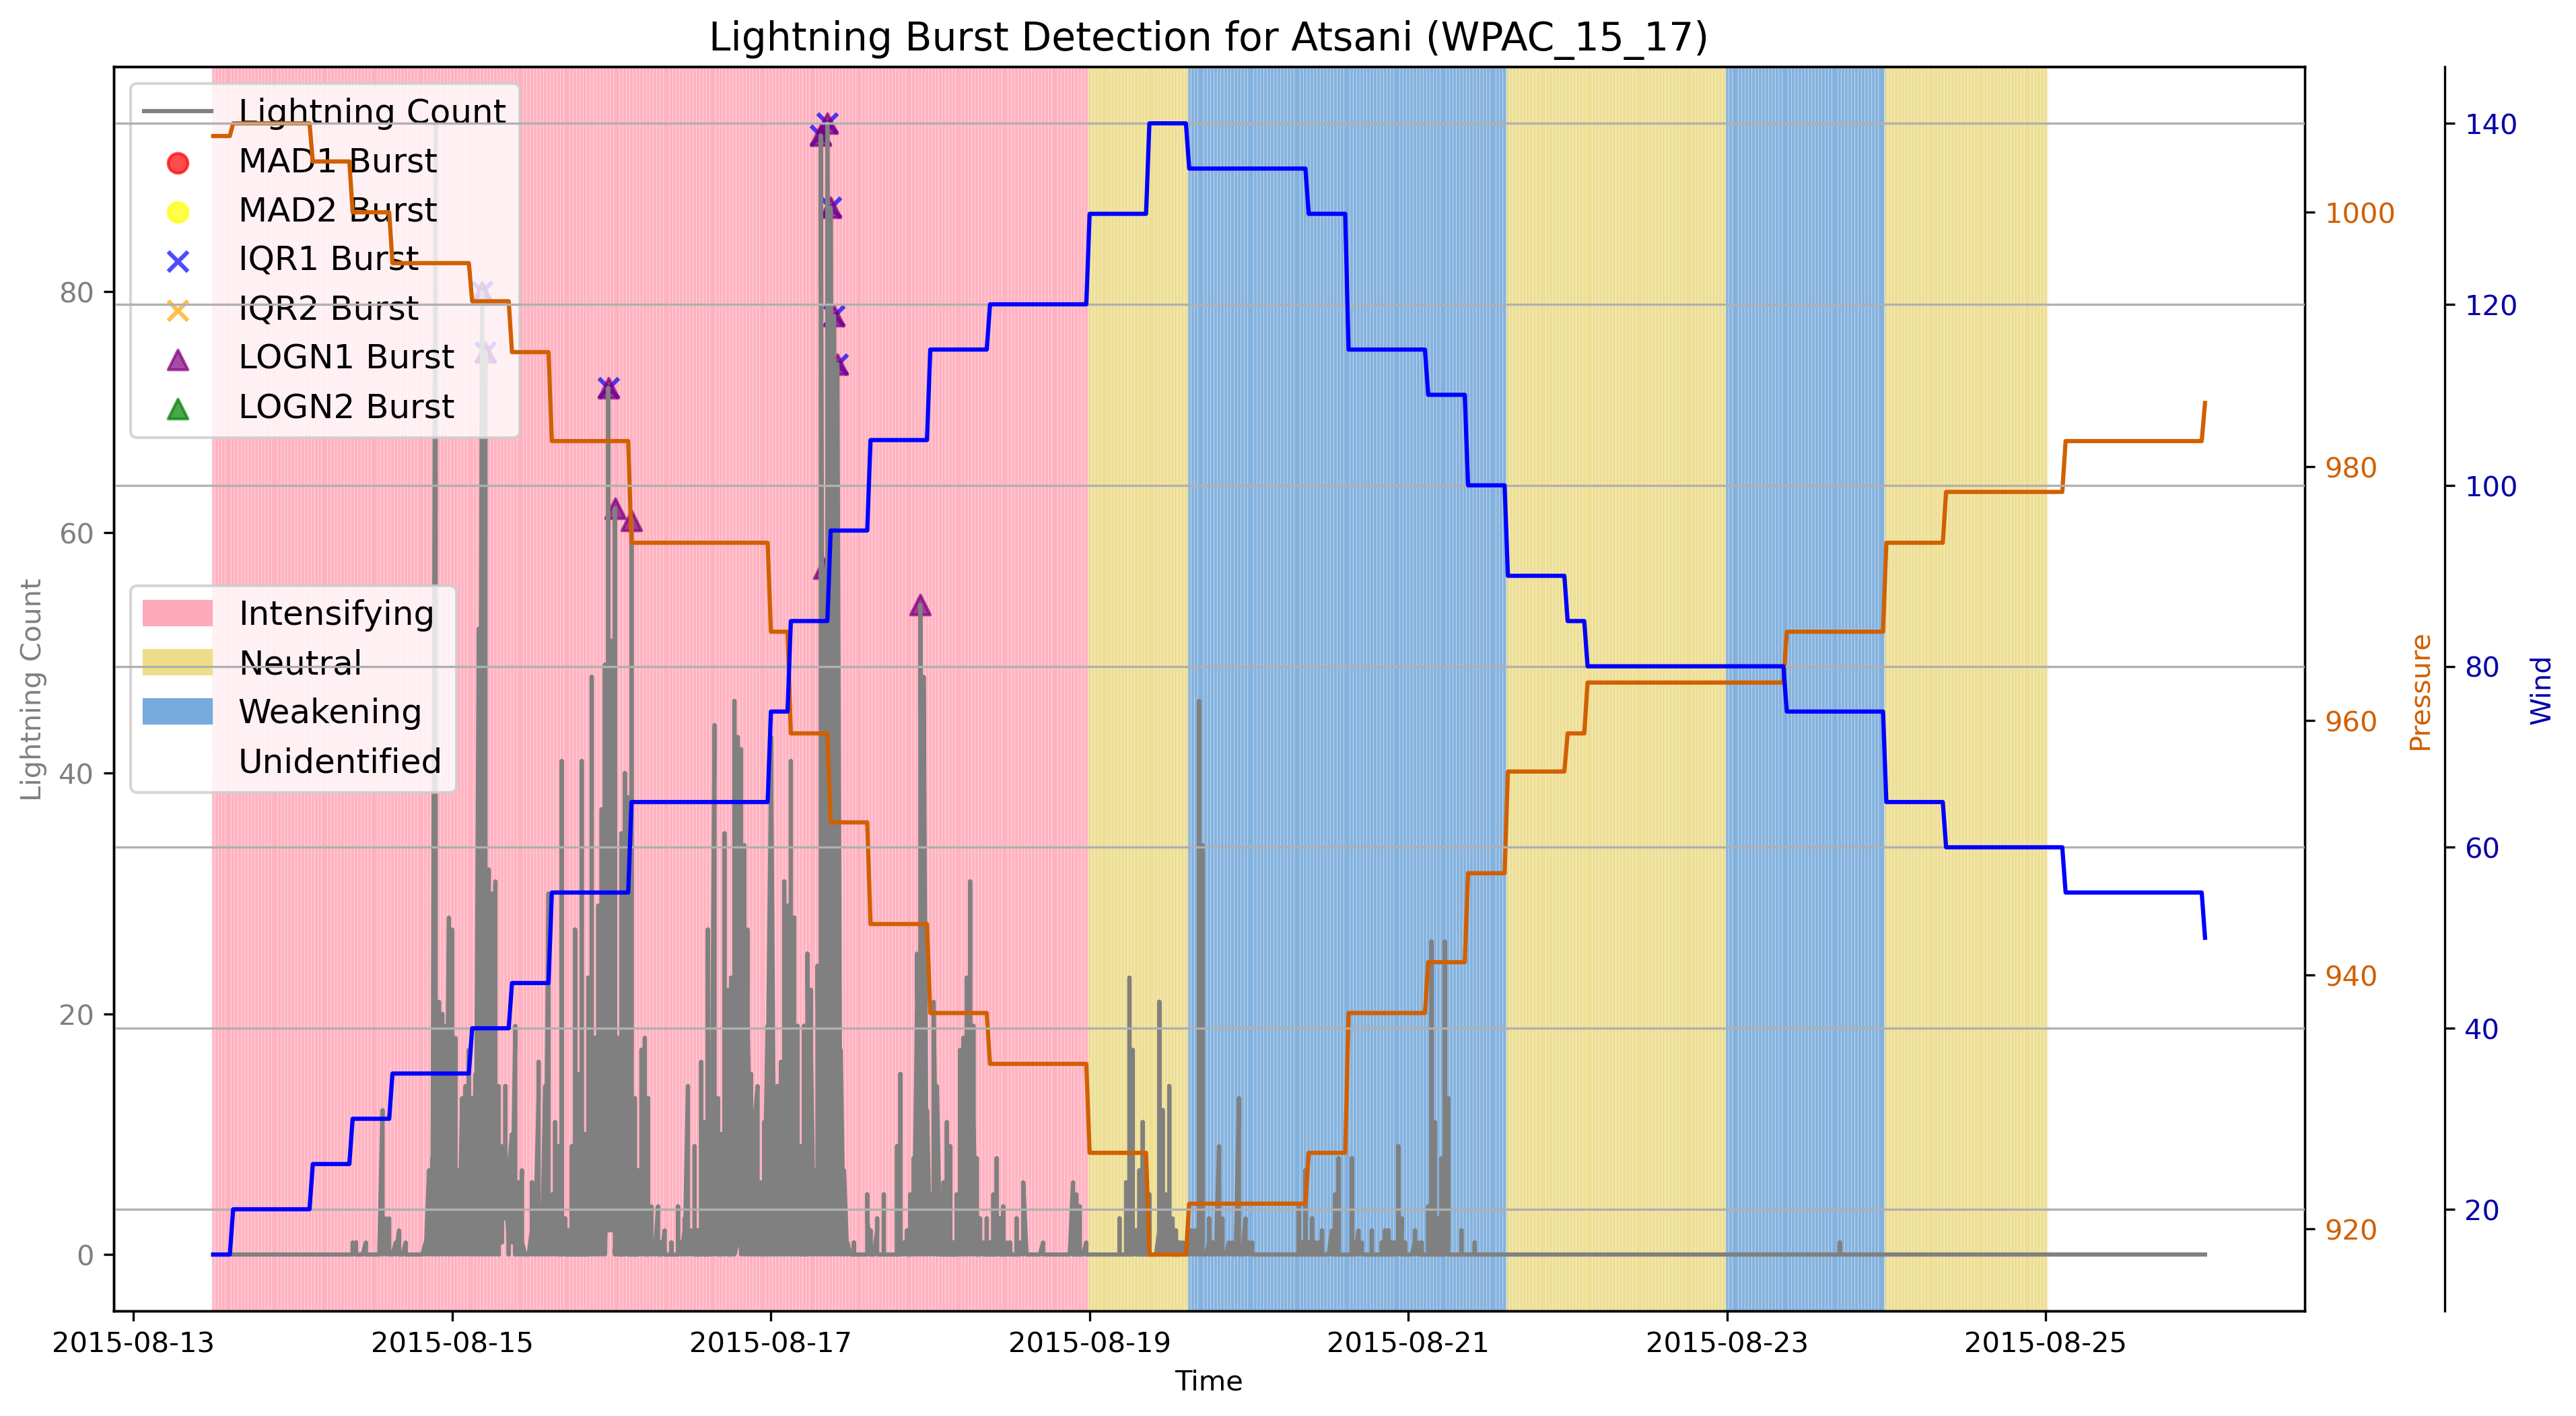 Lightning Burst Detection for Atsani (WPAC_15_17)
Lightning Count
MAD1 Burst
MAD2 Burst
IQR1 Burst
IQR2 Burst
LOGN1 Burst
LOGN2 Burst
Intensifying
Neutral
Weakening
Unidentified
80
60
40
20
0
Lightning Count
1000
980
960
940
920
Pressure
140
120
100
80
60
40
20
Wind
2015-08-13
2015-08-15
2015-08-17
2015-08-19
2015-08-21
2015-08-23
2015-08-25
Time